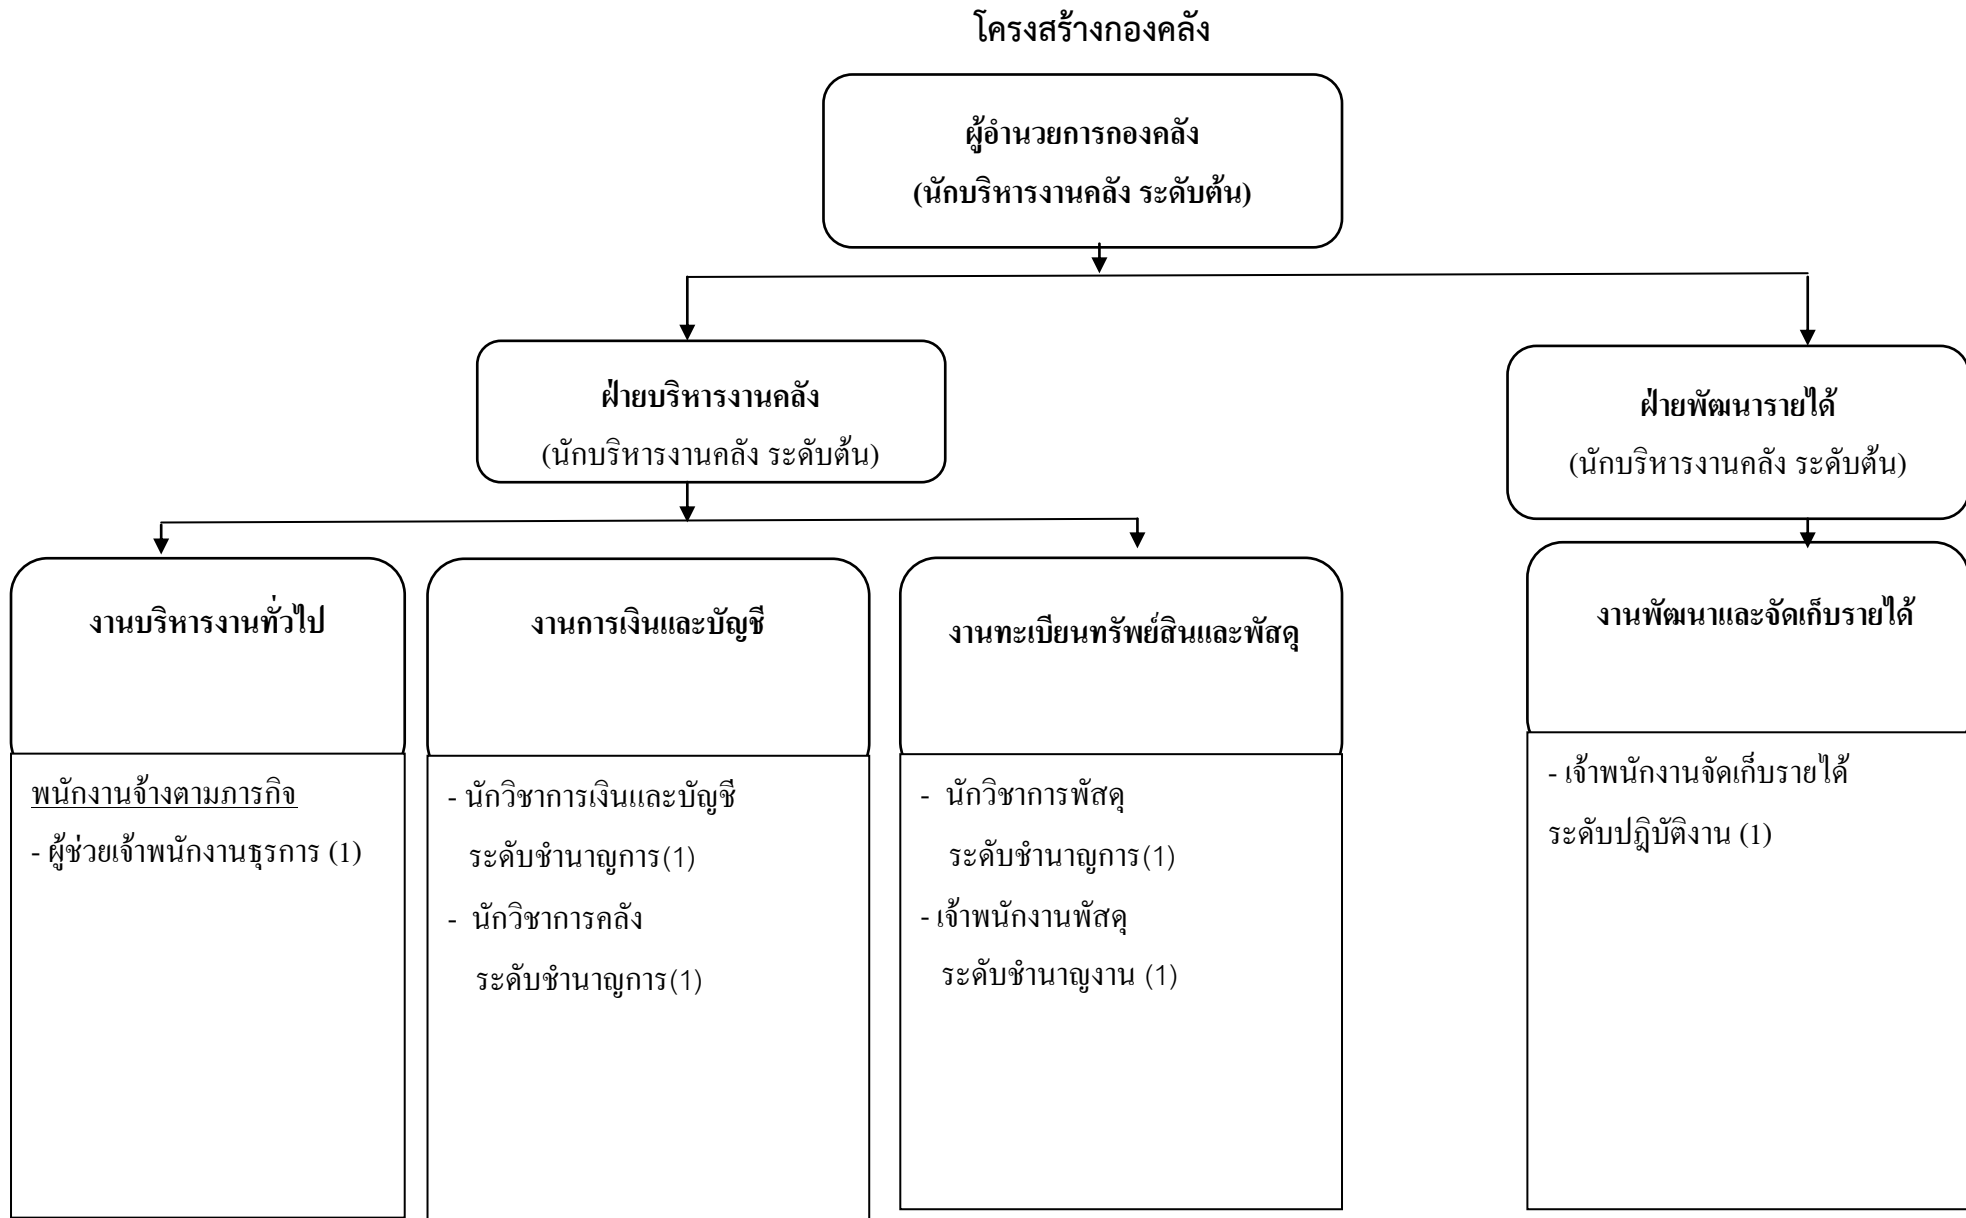 โครงสร้างกองคลัง
ผู้อำนวยการกองคลัง
(นักบริหารงานคลัง ระดับต้น)
ฝ่ายบริหารงานคลัง
(นักบริหารงานคลัง ระดับต้น)
ฝ่ายพัฒนารายได้
(นักบริหารงานคลัง ระดับต้น)
งานบริหารงานทั่วไป
พนักงานจ้างตามภารกิจ
- ผู้ช่วยเจ้าพนักงานธุรการ (1)
งานการเงินและบัญชี
- นักวิชาการเงินและบัญชี
ระดับชำนาญการ(1)
- นักวิชาการคลัง
ระดับชำนาญการ(1)
งานทะเบียนทรัพย์สินและพัสดุ
- นักวิชาการพัสดุ
ระดับชำนาญการ(1)
- เจ้าพนักงานพัสดุ
ระดับชำนาญงาน (1)
งานพัฒนาและจัดเก็บรายได้
- เจ้าพนักงานจัดเก็บรายได้
ระดับปฏิบัติงาน (1)